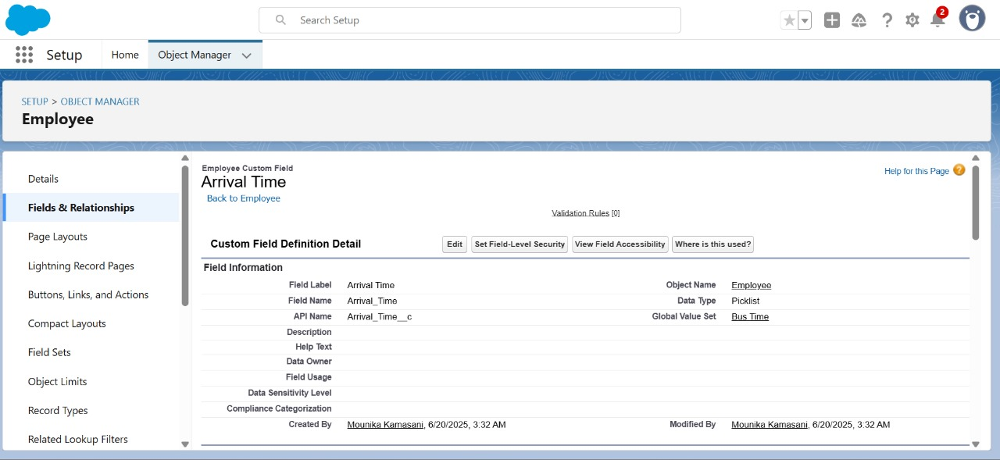 Search Setup
2
Setup
Home
Object Manager
SETUP > OBJECT MANAGER
Employee
Details
Fields & Relationships
Page Layouts
Lightning Record Pages
Buttons, Links, and Actions
Compact Layouts
Field Sets
Object Limits
Record Types
Related Lookup Filters
Employee Custom Field
Arrival Time
Back to Employee
Help for this Page ?
Validation Rules [0]
Custom Field Definition Detail
Edit
Set Field-Level Security
View Field Accessibility
Where is this used?
Field Information
Field Label Arrival Time Object Name Employee
Field Name Arrival_Time Data Type Picklist
API Name Arrival_Time__c Global Value Set Bus Time
Description
Help Text
Data Owner
Field Usage
Data Sensitivity Level
Compliance Categorization
Created By Mounika Kamasani, 6/20/2025, 3:32 AM Modified By Mounika Kamasani, 6/20/2025, 3:32 AM